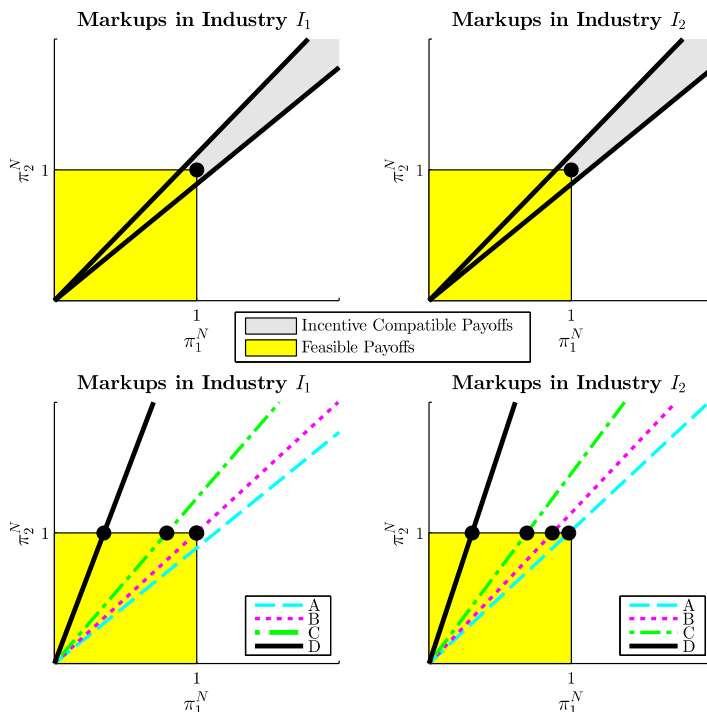 Markups in Industry I₁
π₂ᴺ
1
1
π₁ᴺ
Markups in Industry I₂
π₂ᴺ
1
1
π₁ᴺ
Incentive Compatible Payoffs
Feasible Payoffs
Markups in Industry I₁
π₂ᴺ
1
1
π₁ᴺ
A
B
C
D
Markups in Industry I₂
π₂ᴺ
1
1
π₁ᴺ
A
B
C
D